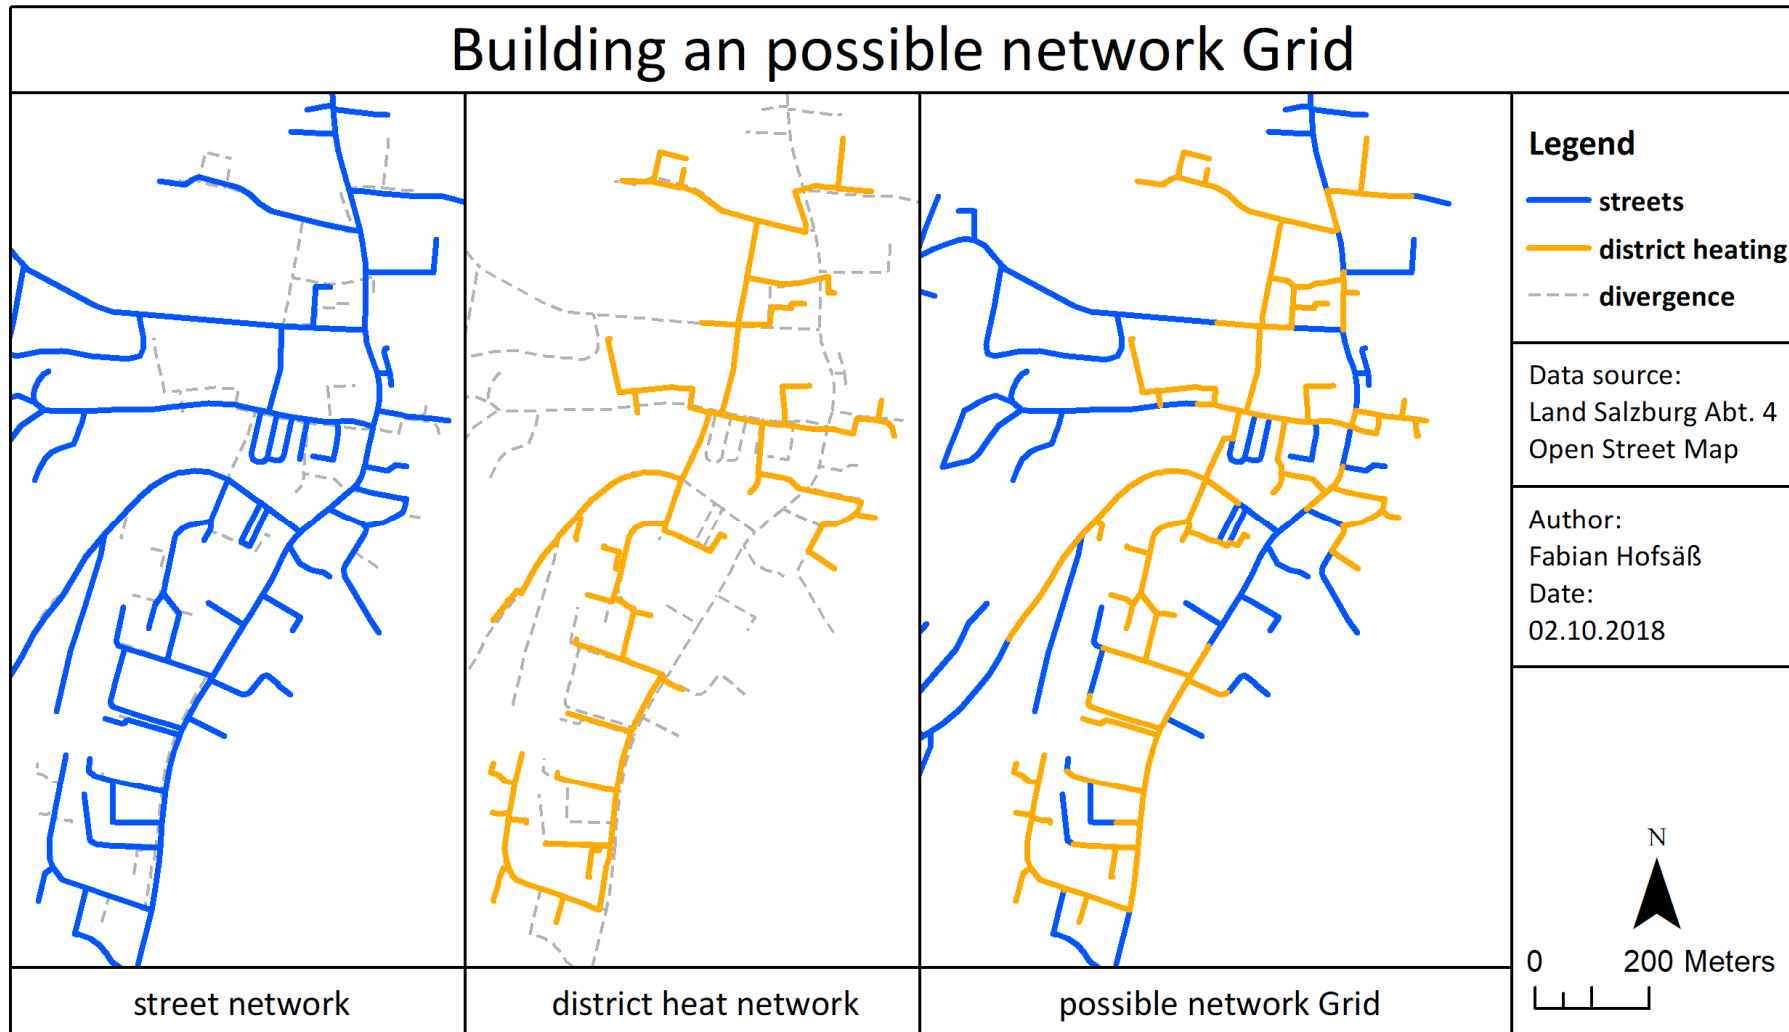 Building an possible network Grid
Legend
streets
district heating
divergence
Data source:
Land Salzburg Abt. 4
Open Street Map
Author:
Fabian Hofsäß
Date:
02.10.2018
N
0 200 Meters
street network
district heat network
possible network Grid